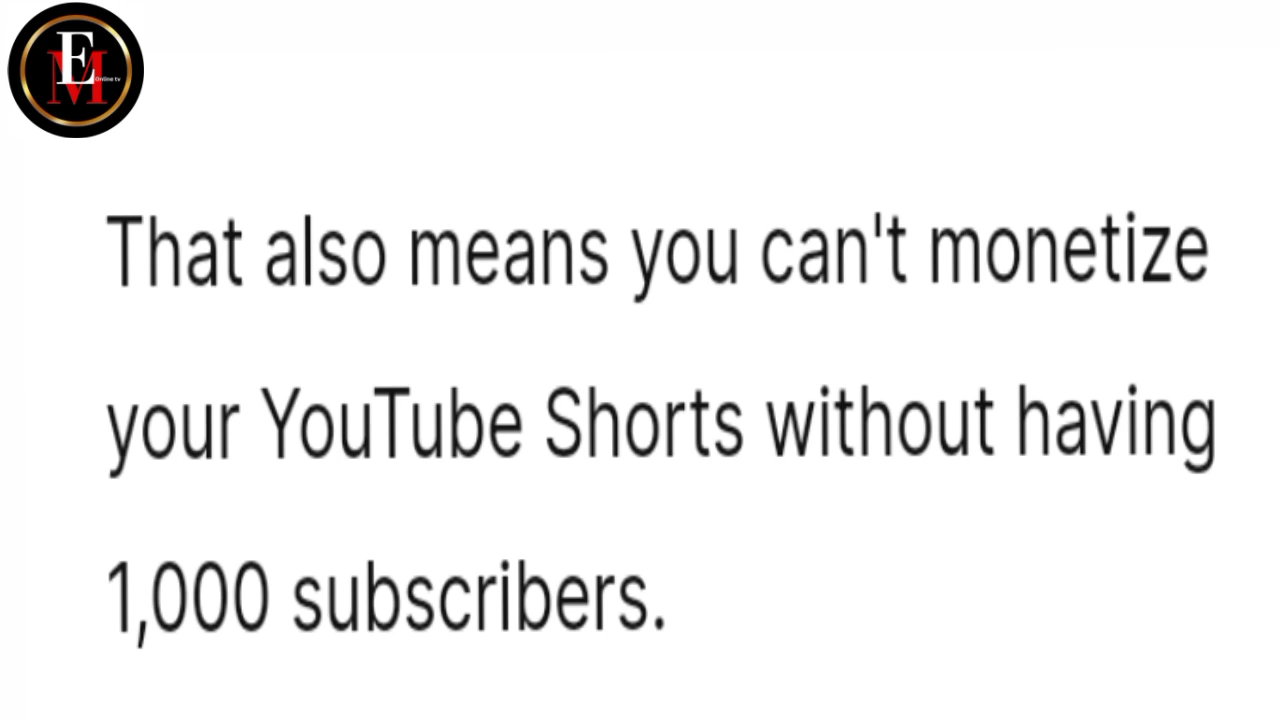 EM
Online tv
That also means you can't monetize
your YouTube Shorts without having
1,000 subscribers.